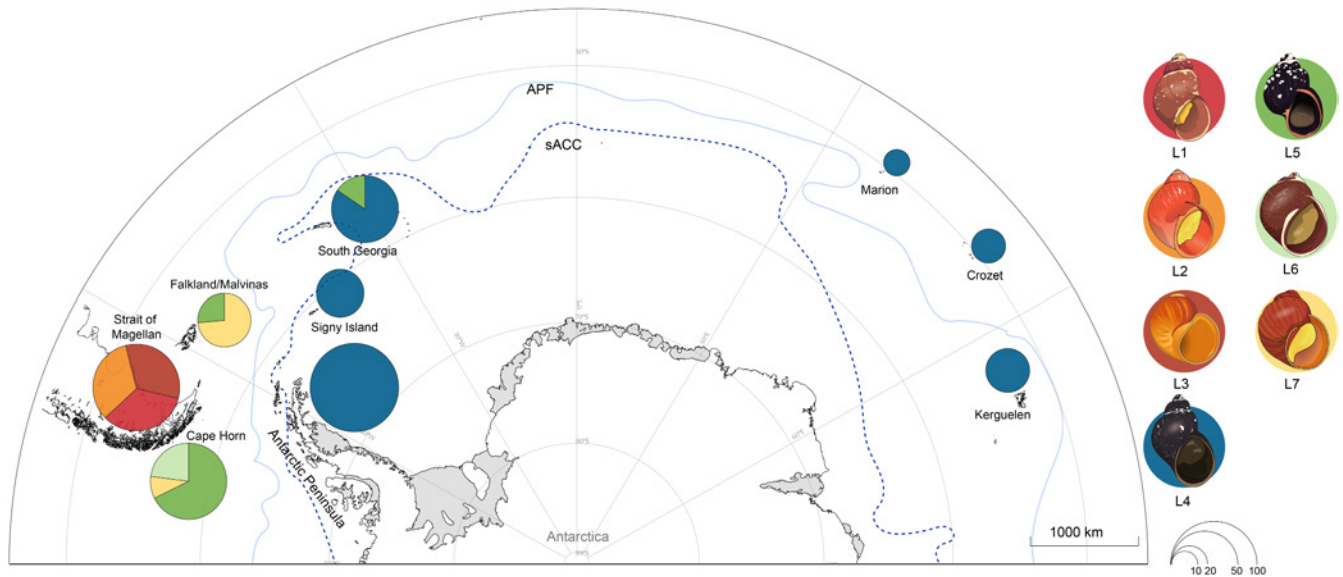 50°S
APF
sACC
Marion
South Georgia
Crozet
Falkland/Malvinas
Signy Island
Strait of
Magellan
Kerguelen
Cape Horn
Antarctic Peninsula
Antarctica
1000 km
L1
L5
L2
L6
L3
L7
L4
10 20 50 100